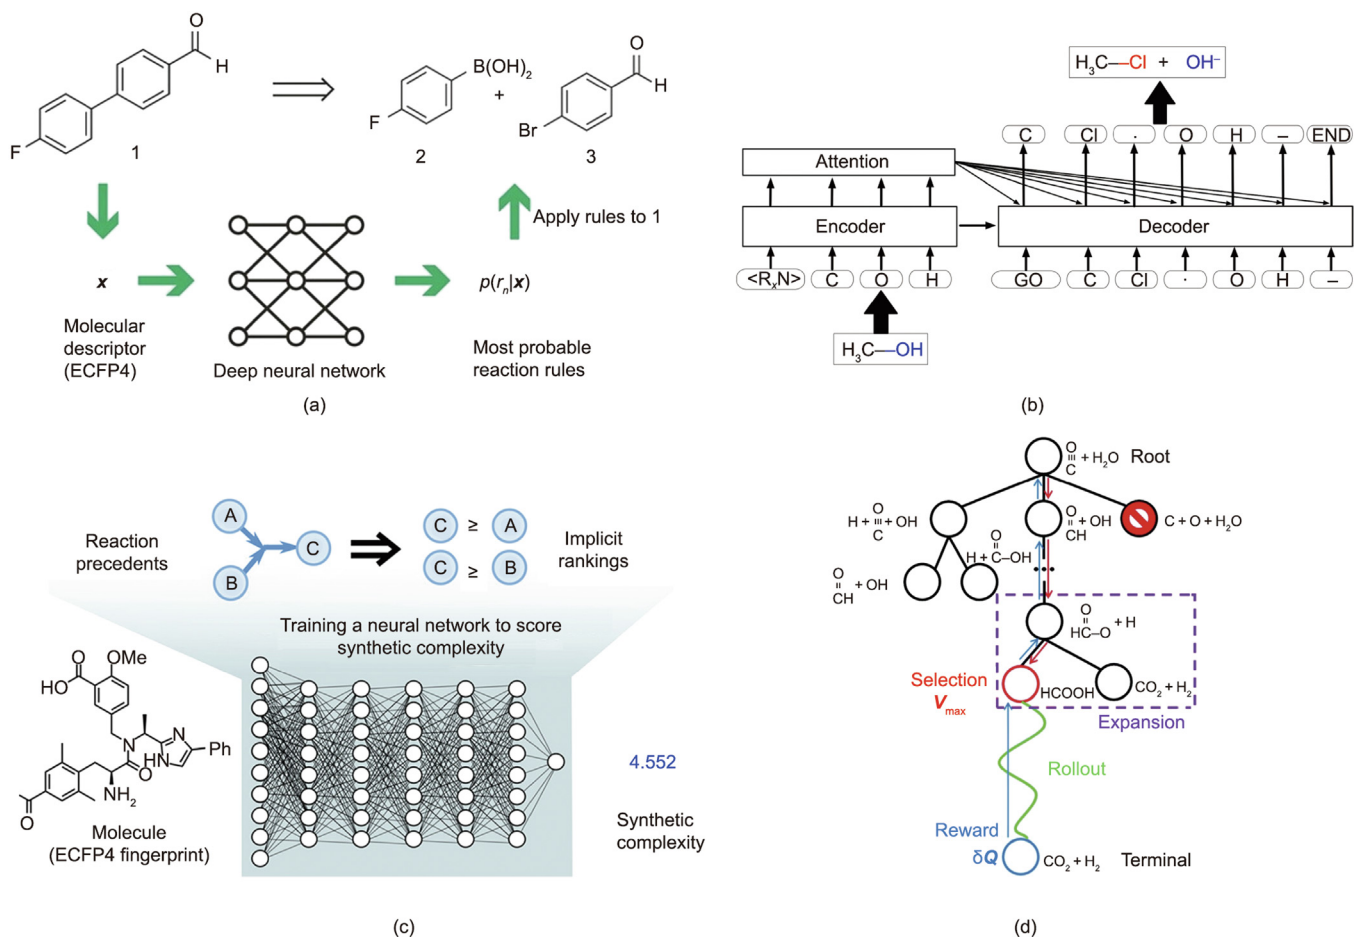 O
H
F
1
B(OH)₂
+
F
2
O
H
Br
3
Apply rules to 1
x
Molecular
descriptor
(ECFP4)
Deep neural network
p(rₙ|x)
Most probable
reaction rules
(a)
H₃C—Cl + OH⁻
C Cl · O H – END
Attention
Encoder
Decoder
<RₓN> C O H
GO C Cl · O H –
H₃C—OH
(b)
Reaction
precedents
A
B
C
C ≥ A
C ≥ B
Implicit
rankings
Training a neural network to score
synthetic complexity
O
OMe
HO
N
N
HN
Ph
O
NH₂
O
Molecule
(ECFP4 fingerprint)
4.552
Synthetic
complexity
(c)
O
C
+ H₂O
Root
H + C + OH
O
O
CH
+ OH
C + O + H₂O
H + C–OH
O
O
CH
+ OH
O
HC–O + H
Selection
Vmax
HCOOH
CO₂ + H₂
Expansion
Rollout
Reward
δQ
CO₂ + H₂
Terminal
(d)